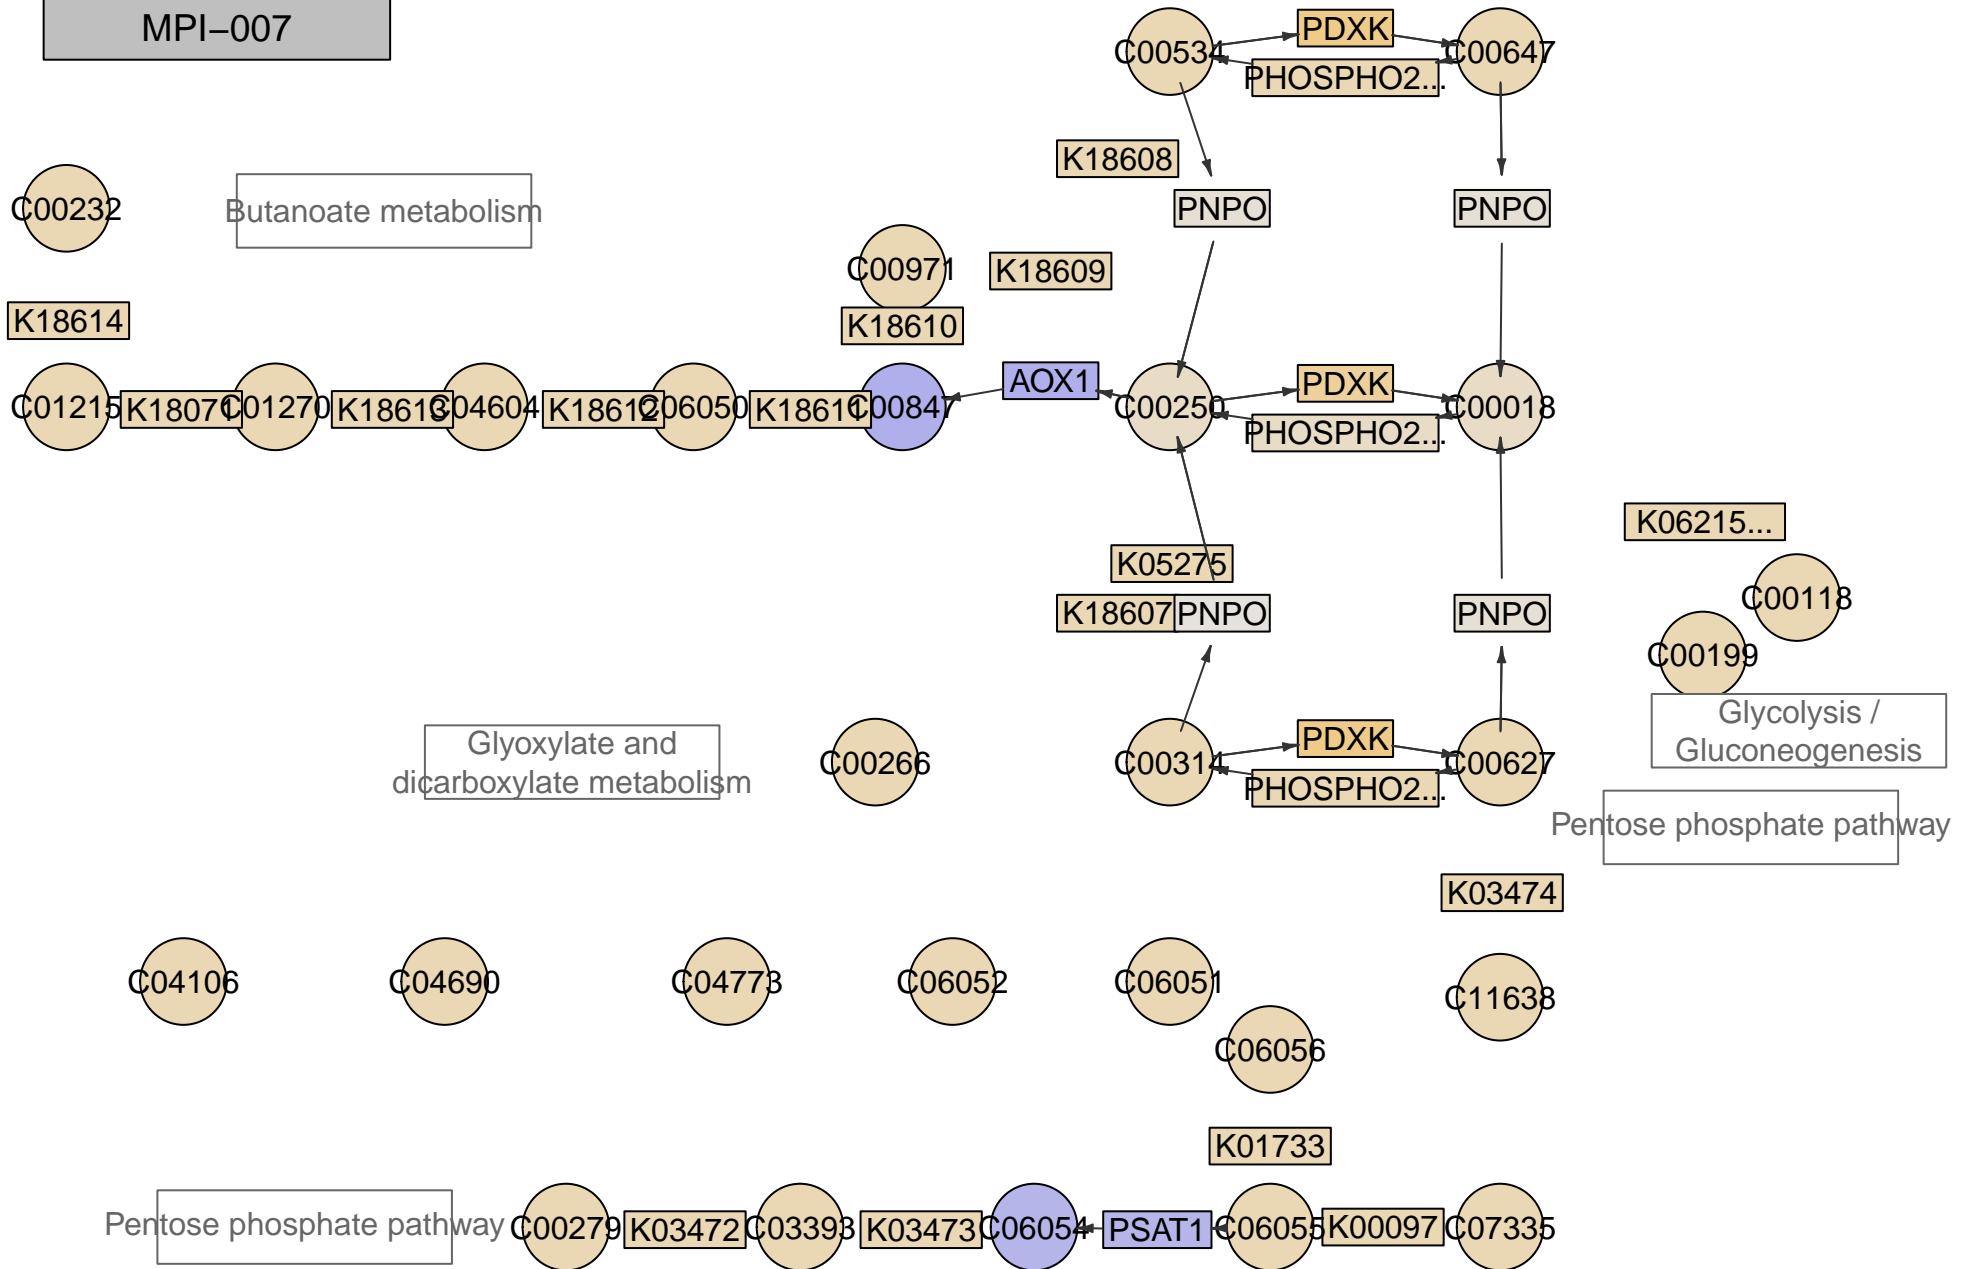 MPI–007
C00534
PDXK
C00647
PHOSPHO2...
K18608
C00232
Butanoate metabolism
PNPO
PNPO
C00971
K18609
K18614
K18610
AOX1
C01215
K18071
C01270
K18613
C04604
K18612
C06050
K18611
C00847
C00250
PDXK
C00018
PHOSPHO2...
K06215...
K05275
C00118
K18607
PNPO
PNPO
C00199
Glycolysis /
Gluconeogenesis
Glyoxylate and
dicarboxylate metabolism
C00266
C00314
PDXK
C00627
PHOSPHO2...
Pentose phosphate pathway
K03474
C04106
C04690
C04773
C06052
C06051
C11638
C06056
K01733
Pentose phosphate pathway
C00279
K03472
C03393
K03473
C06054
PSAT1
C06055
K00097
C07335